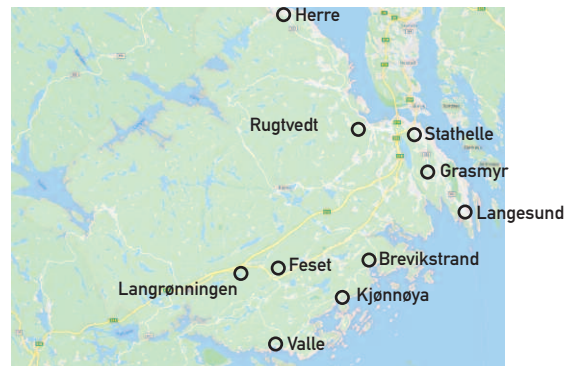 Herre
Rugtvedt
Stathelle
Grasmyr
Langesund
Brevikstrand
Feset
Langrønningen
Kjønnøya
Valle